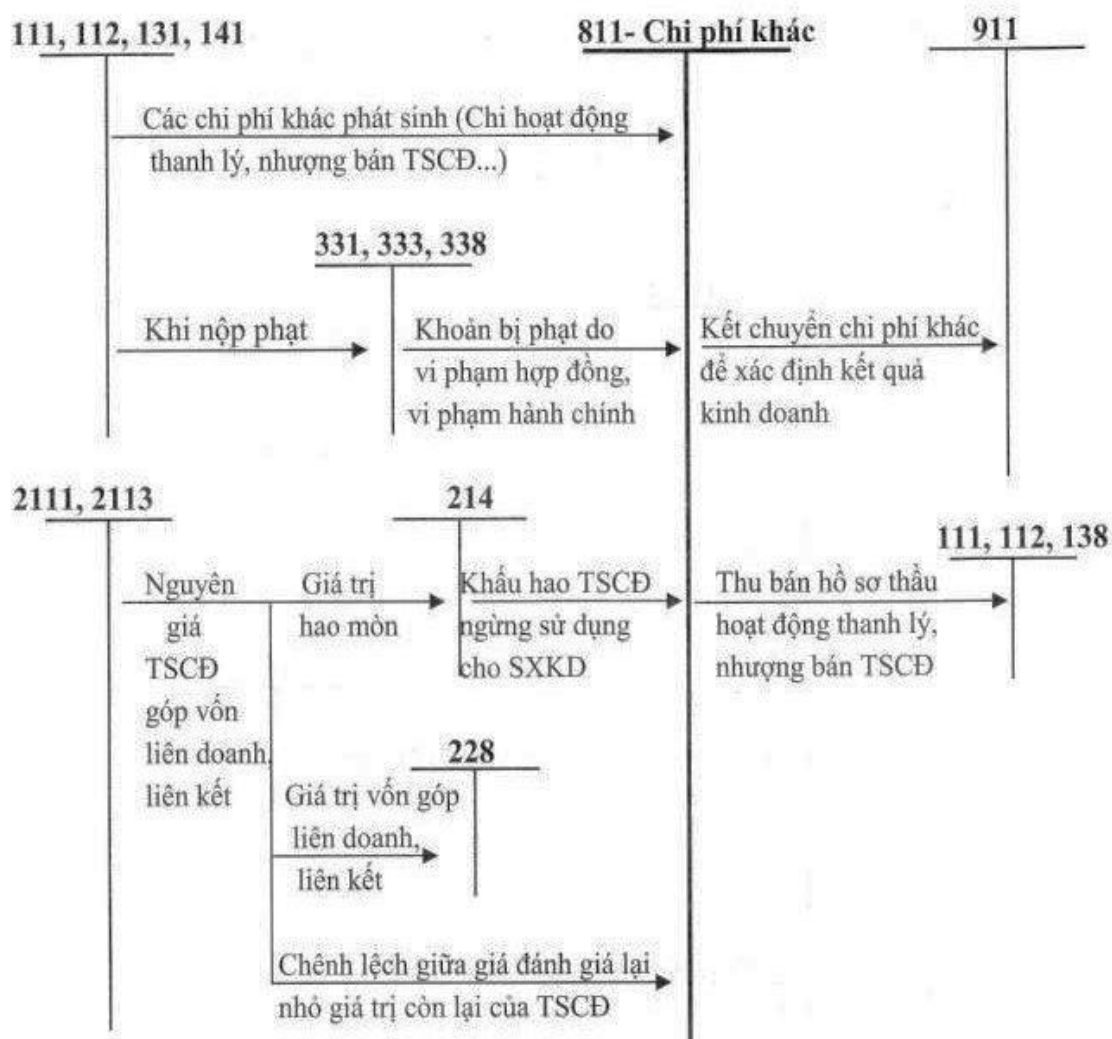 111, 112, 131, 141
811- Chi phí khác
911
Các chi phí khác phát sinh (Chi hoạt động
thanh lý, nhượng bán TSCĐ...)
331, 333, 338
Khi nộp phạt
Khoản bị phạt do
vi phạm hợp đồng,
vi phạm hành chính
Kết chuyển chi phí khác
để xác định kết quả
kinh doanh
2111, 2113
214
111, 112, 138
Nguyên
giá
TSCĐ
góp vốn
liên doanh,
liên kết
Giá trị
hao mòn
Khấu hao TSCĐ
ngừng sử dụng
cho SXKD
Thu bán hồ sơ thầu
hoạt động thanh lý,
nhượng bán TSCĐ
228
Giá trị vốn góp
liên doanh,
liên kết
Chênh lệch giữa giá đánh giá lại
nhỏ giá trị còn lại của TSCĐ